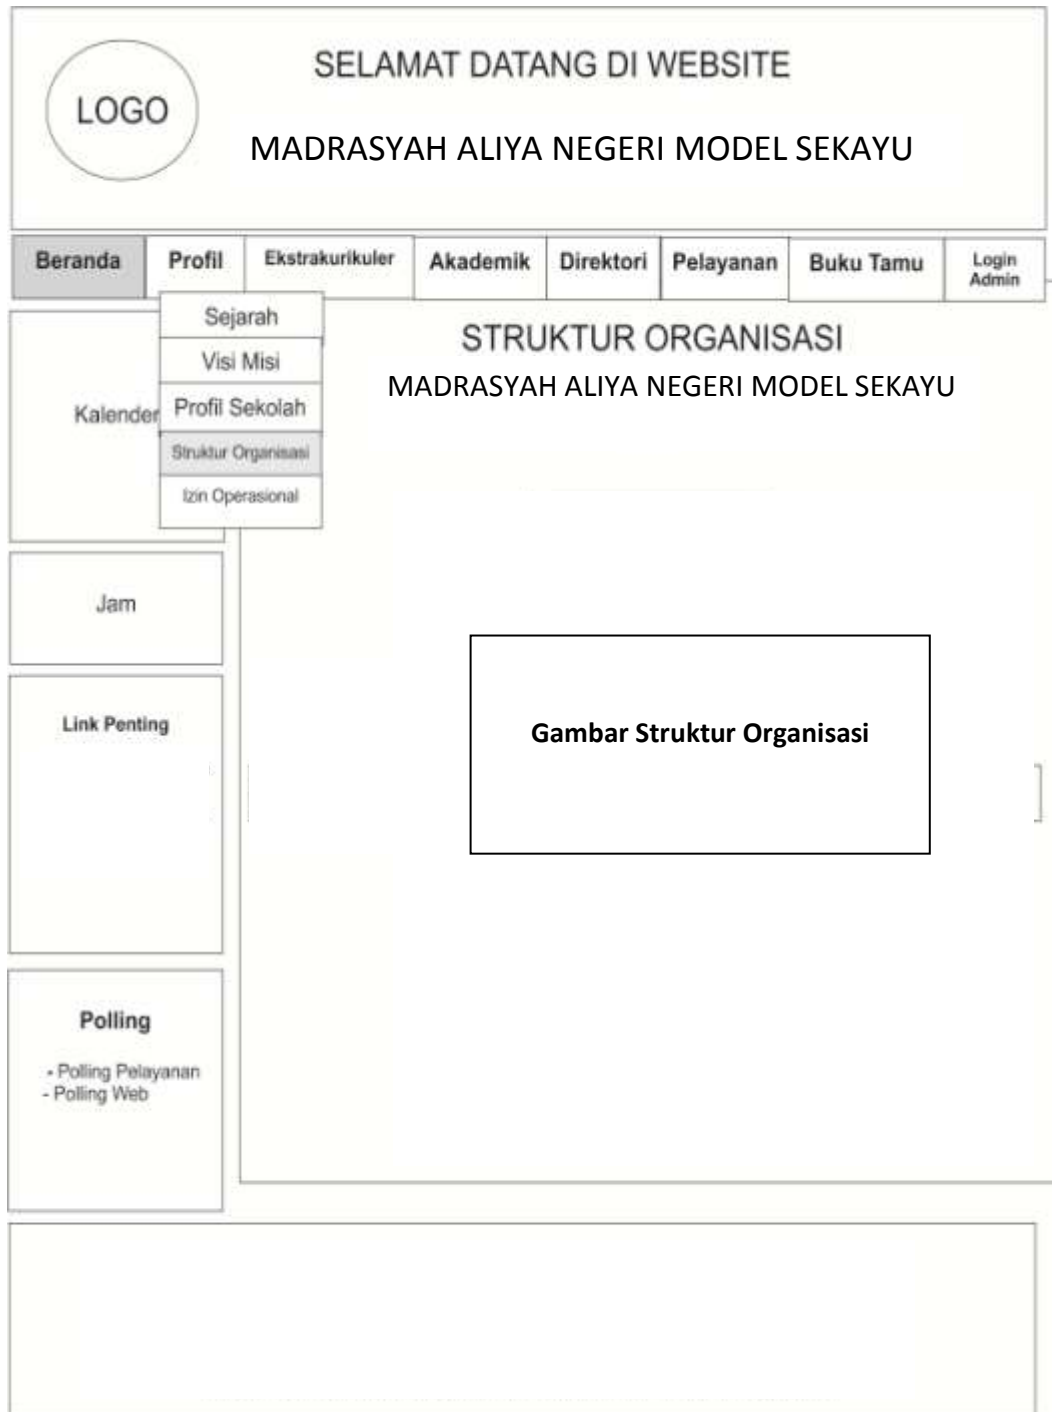 LOGO
SELAMAT DATANG DI WEBSITE
MADRASYAH ALIYA NEGERI MODEL SEKAYU
Beranda
Profil
Ekstrakurikuler
Akademik
Direktori
Pelayanan
Buku Tamu
Login
Admin
Sejarah
Visi Misi
Profil Sekolah
Struktur Organisasi
Izin Operasional
STRUKTUR ORGANISASI
MADRASYAH ALIYA NEGERI MODEL SEKAYU
Kalender
Jam
Link Penting
Gambar Struktur Organisasi
Polling
- Polling Pelayanan
- Polling Web